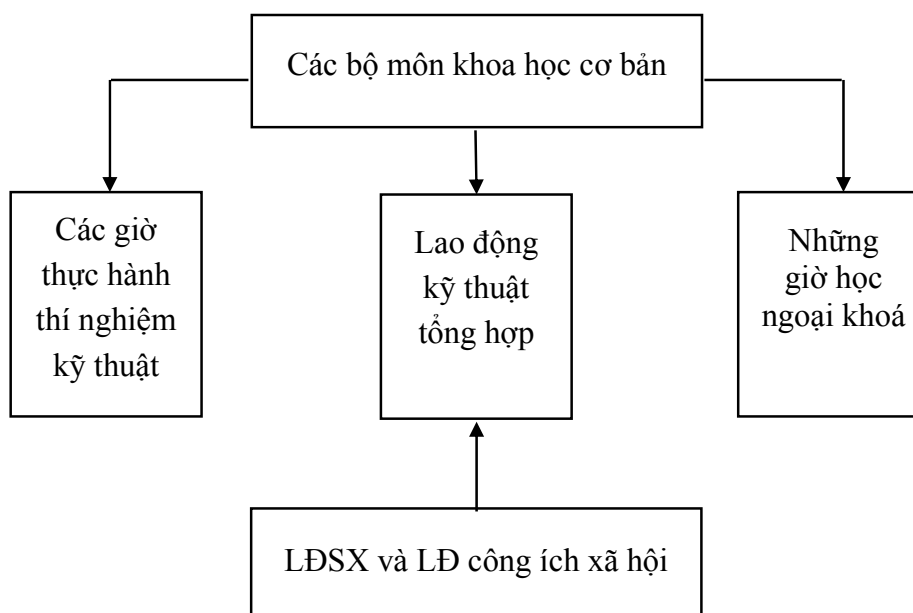 Các bộ môn khoa học cơ bản
Các giờ
thực hành
thí nghiệm
kỹ thuật
Lao động
kỹ thuật
tổng hợp
Những
giờ học
ngoại khoá
LĐSX và LĐ công ích xã hội